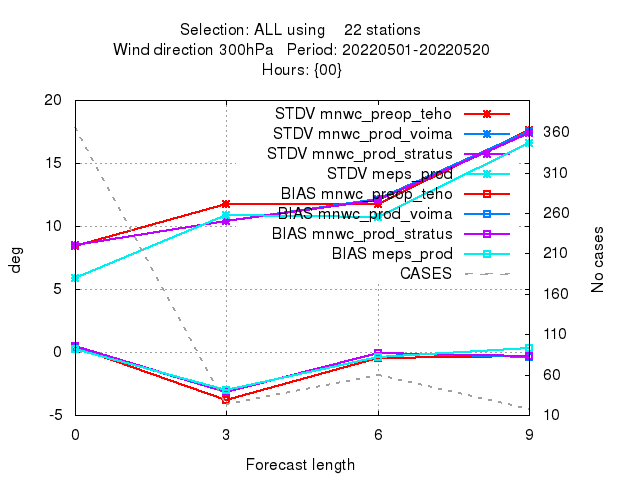 Selection: ALL using 22 stations
Wind direction 300hPa Period: 20220501-20220520
Hours: {00}
20
15
10
5
0
-5
deg
STDV mnwc_preop_teho
STDV mnwc_prod_voima
STDV mnwc_prod_stratus
STDV meps_prod
BIAS mnwc_preop_teho
BIAS mnwc_prod_voima
BIAS mnwc_prod_stratus
BIAS meps_prod
CASES
360
310
260
210
160
110
60
10
No cases
0 3 6 9
Forecast length